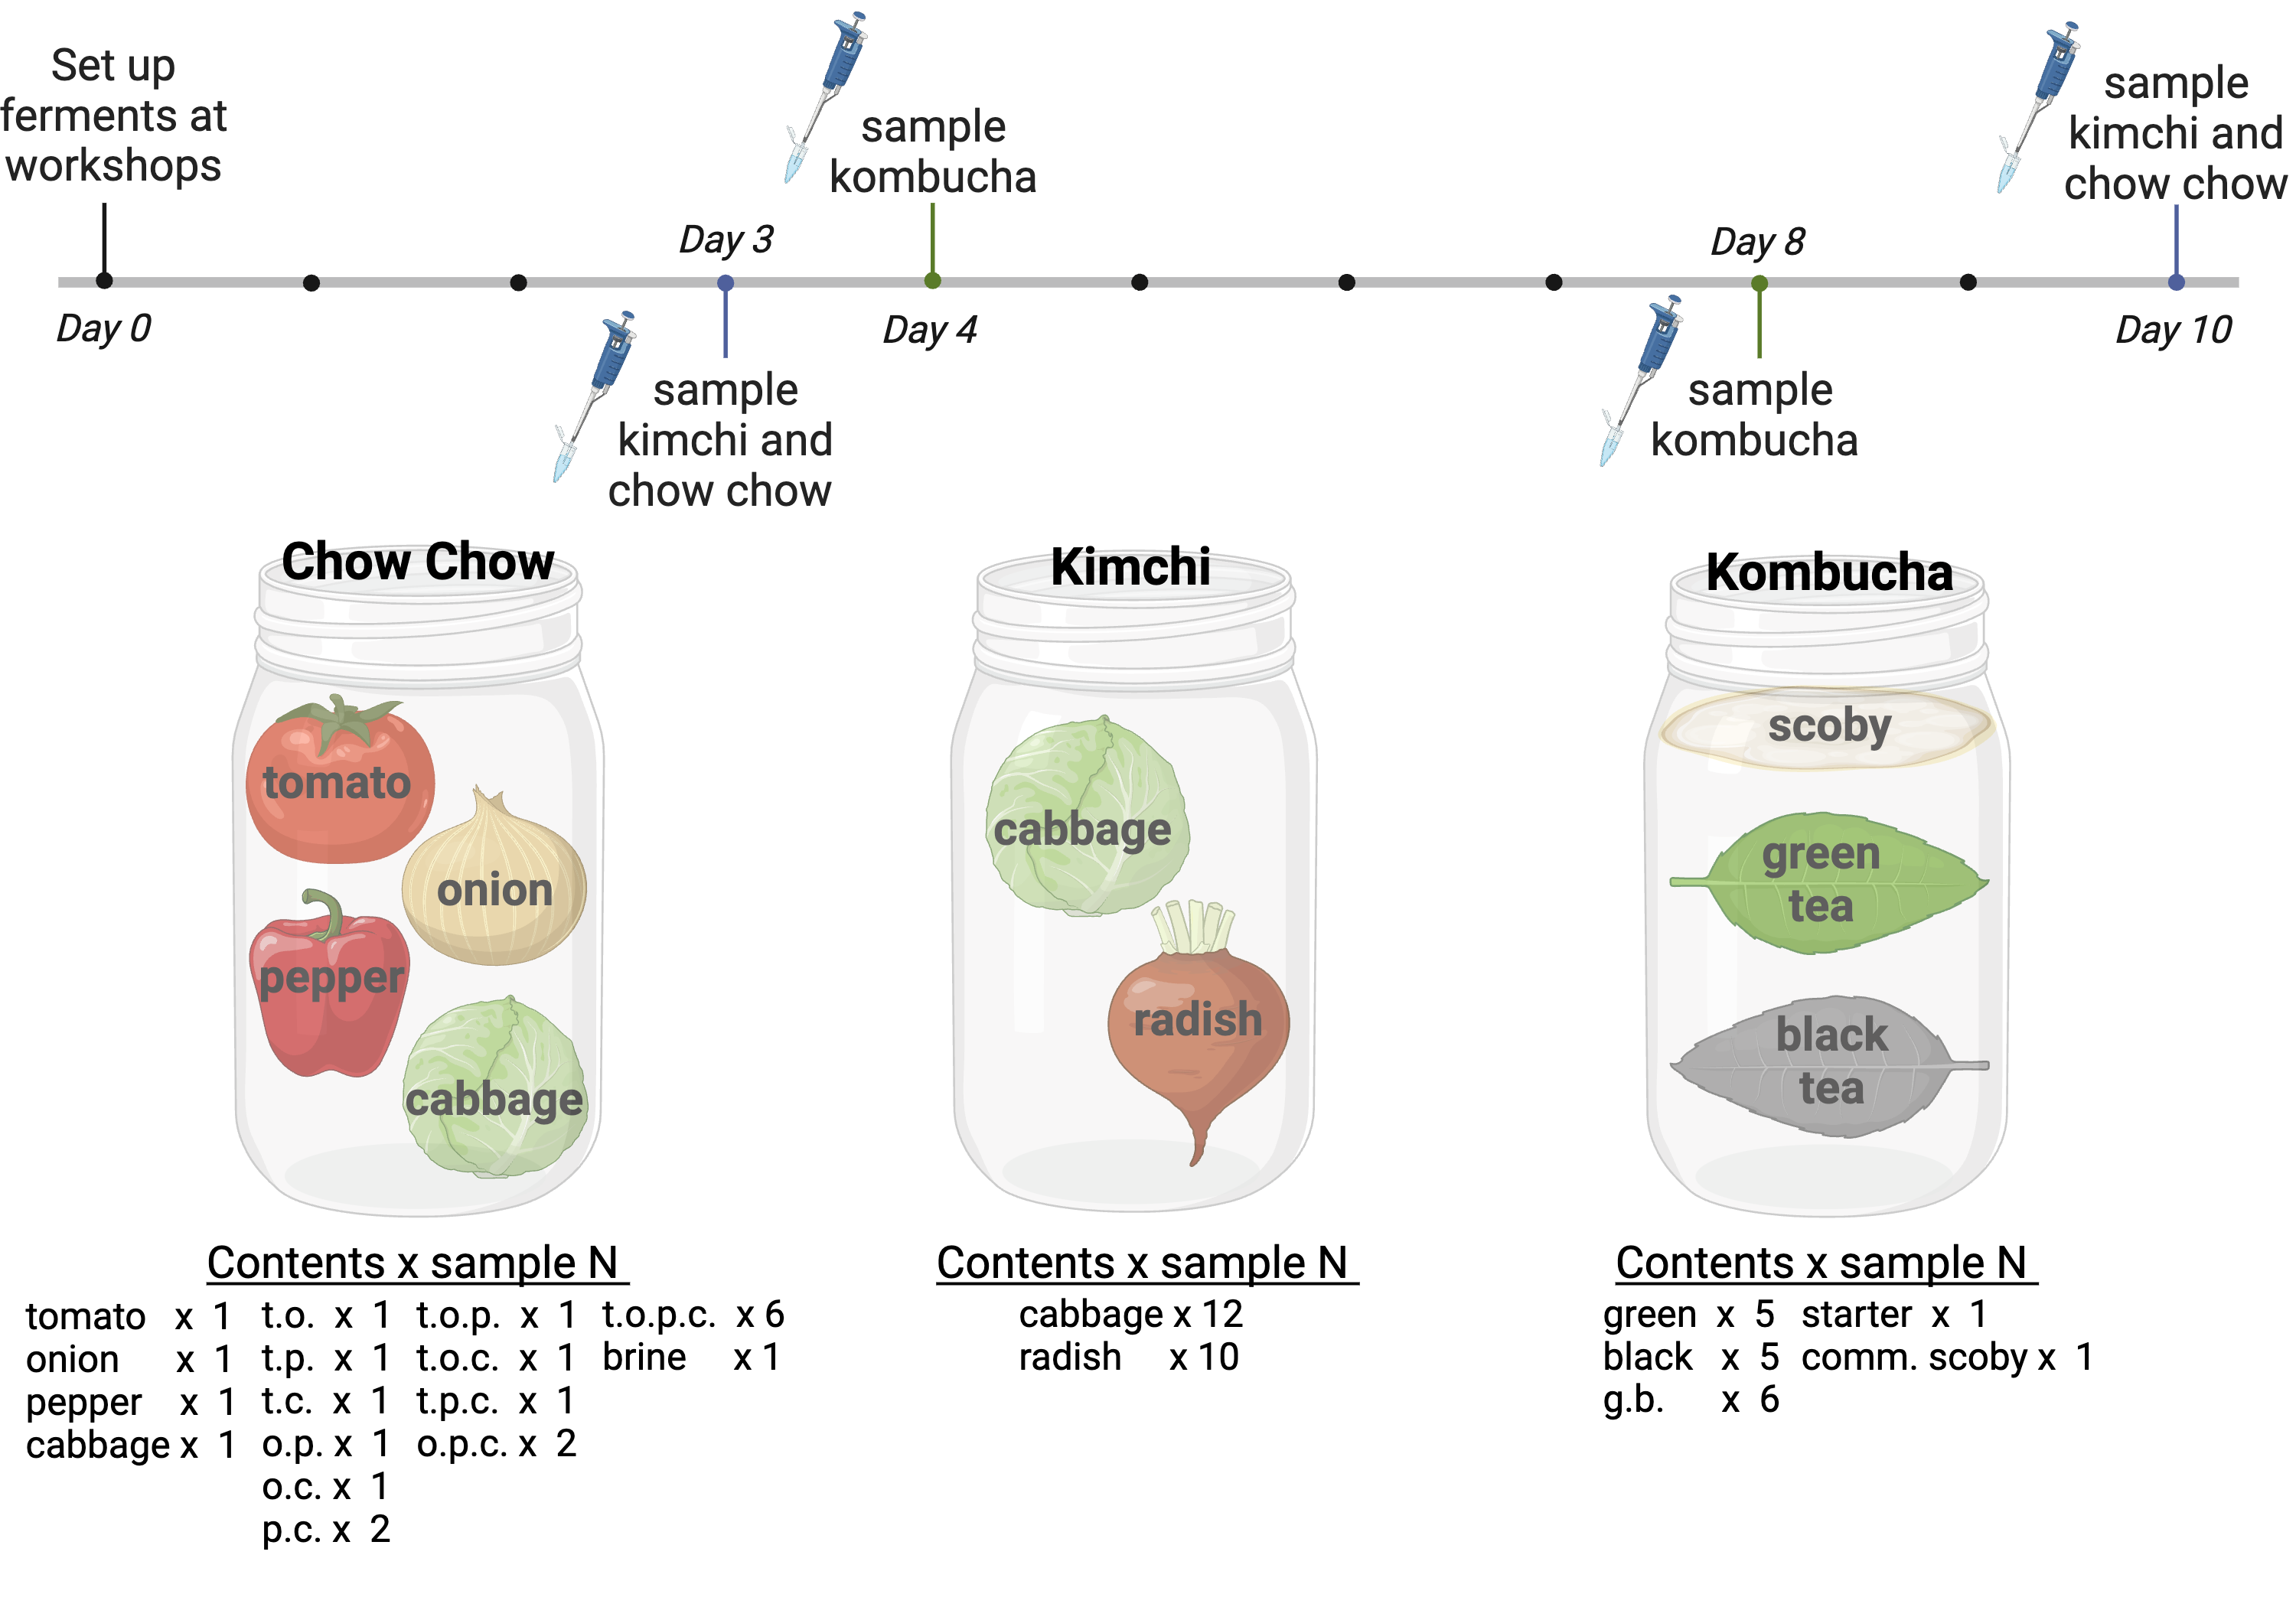 Set up
ferments at
workshops
Day 0
Day 3
sample
kimchi and
chow chow
sample
kombucha
Day 4
Day 8
sample
kombucha
sample
kimchi and
chow chow
Day 10
Chow Chow
tomato
onion
pepper
cabbage
Contents x sample N
tomato x 1 t.o. x 1 t.o.p. x 1 t.o.p.c. x 6
onion x 1 t.p. x 1 t.o.c. x 1 brine x 1
pepper x 1 t.c. x 1 t.p.c. x 1
cabbage x 1 o.p. x 1 o.p.c. x 2
o.c. x 1
p.c. x 2
Kimchi
cabbage
radish
Contents x sample N
cabbage x 12
radish x 10
Kombucha
scoby
green
tea
black
tea
Contents x sample N
green x 5 starter x 1
black x 5 comm. scoby x 1
g.b. x 6